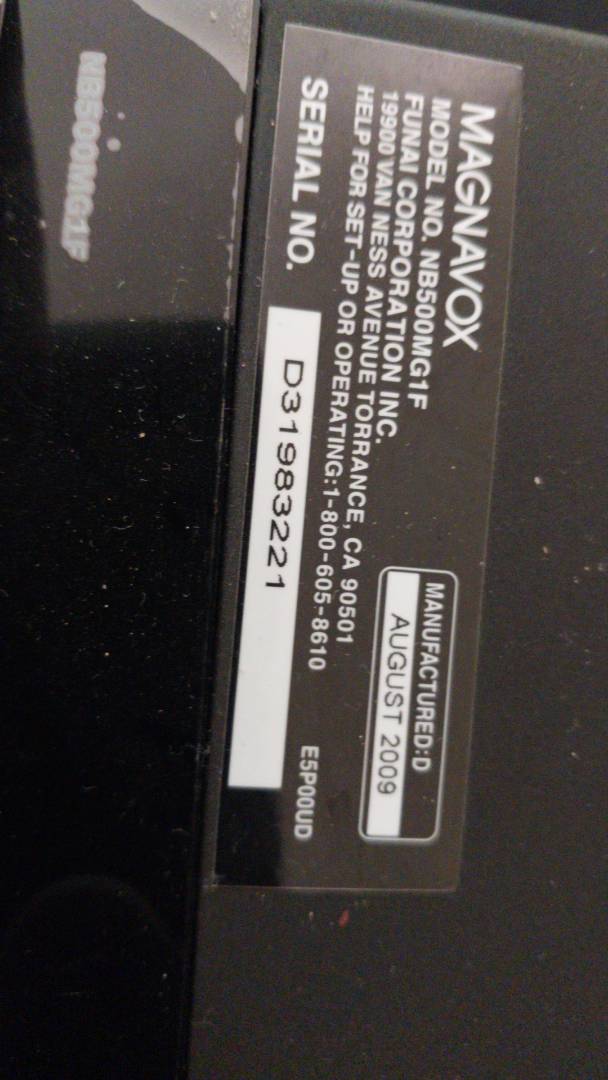 MAGNAVOX
MODEL NO. NB500MG1F
FUNAI CORPORATION INC.
19900 VAN NESS AVENUE TORRANCE, CA 90501
HELP FOR SET-UP OR OPERATING:1-800-605-8610
SERIAL NO.
D31983221
MANUFACTURED:D
AUGUST 2009
E5P00UD
NB500MG1F